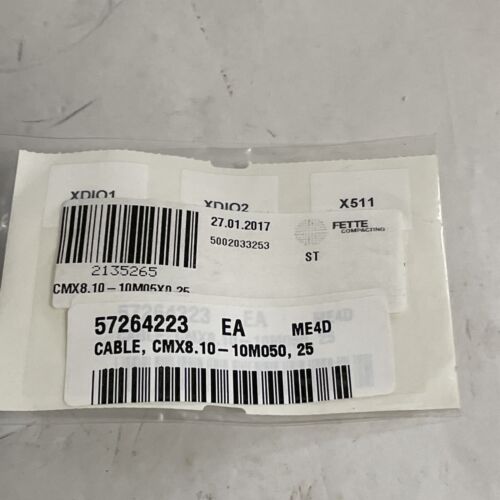 XDIO1 XDIO2 X511
27.01.2017 FETTE
COMPACTING
5002033253
ST
2135265
CMX8.10-10M05X0,25
57264223 EA ME4D
CABLE, CMX8.10-10M050, 25